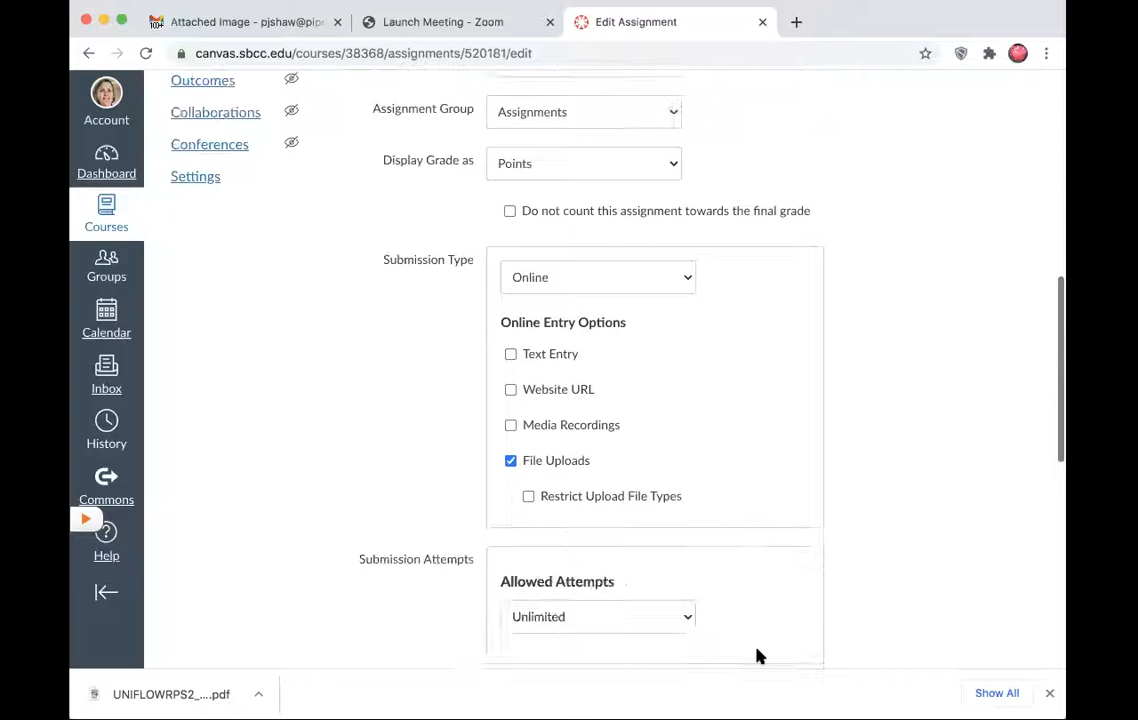 Attached Image - pjshaw@pip
Launch Meeting - Zoom
Edit Assignment
canvas.sbcc.edu/courses/38368/assignments/520181/edit
Account
Dashboard
Courses
Groups
Calendar
Inbox
History
Commons
Help
Outcomes
Collaborations
Conferences
Settings
Assignment Group
Assignments
Display Grade as
Points
Do not count this assignment towards the final grade
Submission Type
Online
Online Entry Options
Text Entry
Website URL
Media Recordings
File Uploads
Restrict Upload File Types
Submission Attempts
Allowed Attempts
Unlimited
UNIFLOWRPS2_....pdf
Show All